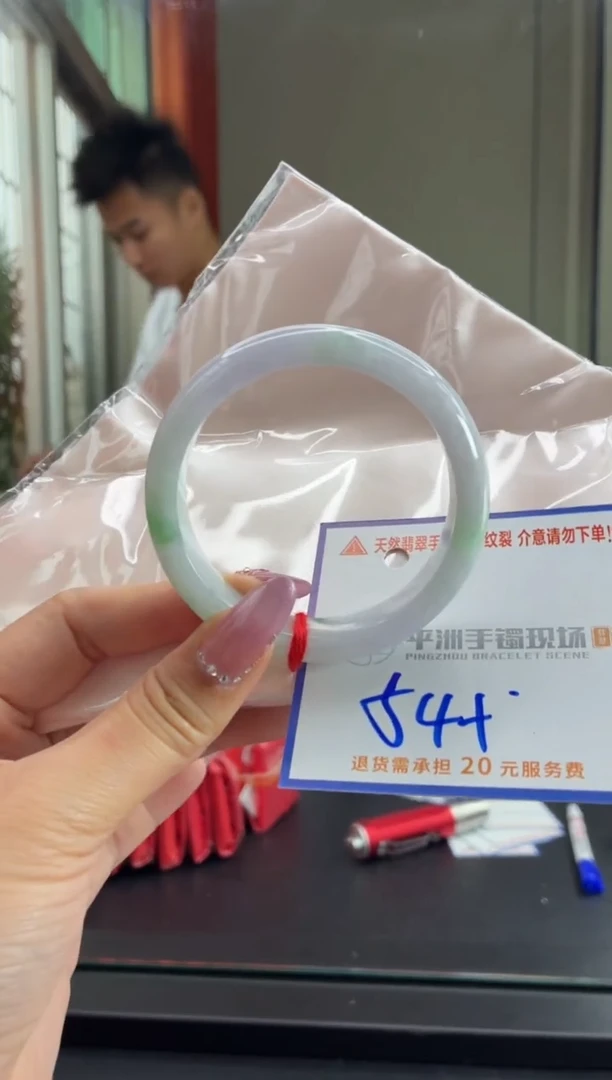 天然翡翠手 纹裂 介意请勿下单!
平洲手镯现场
PINGZHOU BRACELET SCENE
54+
退货需承担 20 元服务费